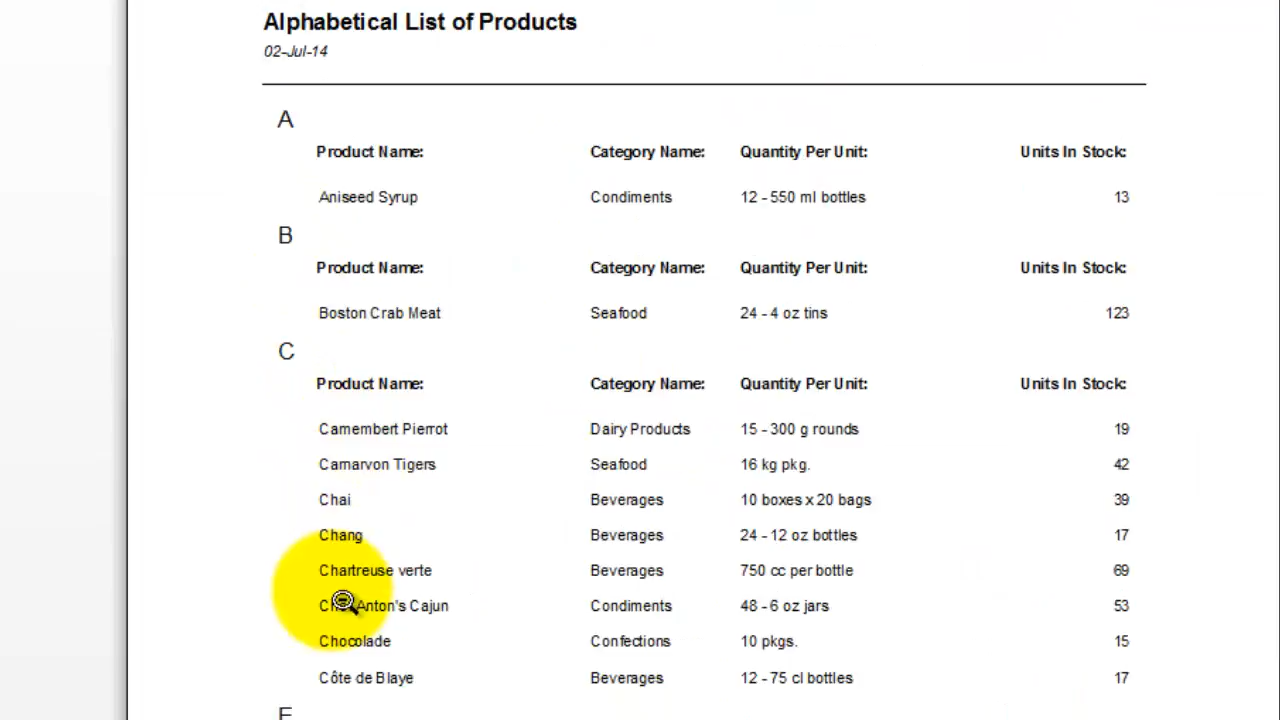 Alphabetical List of Products
02-Jul-14
A
Product Name: Category Name: Quantity Per Unit: Units In Stock:
Aniseed Syrup Condiments 12 - 550 ml bottles 13
B
Product Name: Category Name: Quantity Per Unit: Units In Stock:
Boston Crab Meat Seafood 24 - 4 oz tins 123
C
Product Name: Category Name: Quantity Per Unit: Units In Stock:
Camembert Pierrot Dairy Products 15 - 300 g rounds 19
Carnarvon Tigers Seafood 16 kg pkg. 42
Chai Beverages 10 boxes x 20 bags 39
Chang Beverages 24 - 12 oz bottles 17
Chartreuse verte Beverages 750 cc per bottle 69
Anton's Cajun Condiments 48 - 6 oz jars 53
Chocolade Confections 10 pkgs. 15
Côte de Blaye Beverages 12 - 75 cl bottles 17